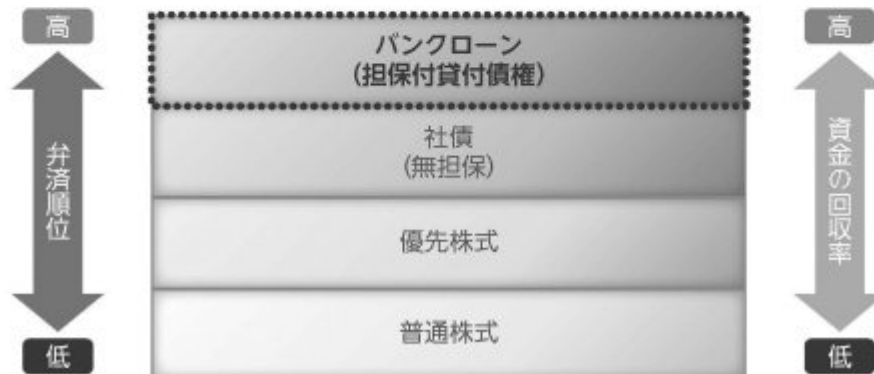 高
高
バンクローン
(担保付貸付債権)
弁済順位
社債
(無担保)
資金の回収率
優先株式
普通株式
低
低